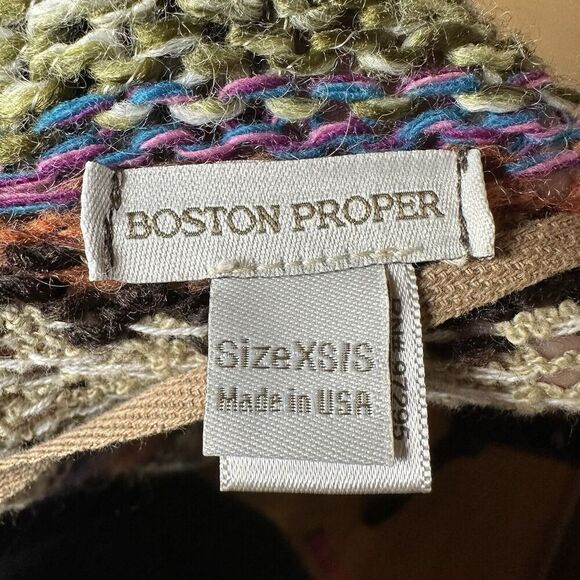 BOSTON PROPER
Size XS/S
Made in USA
RN# 97295